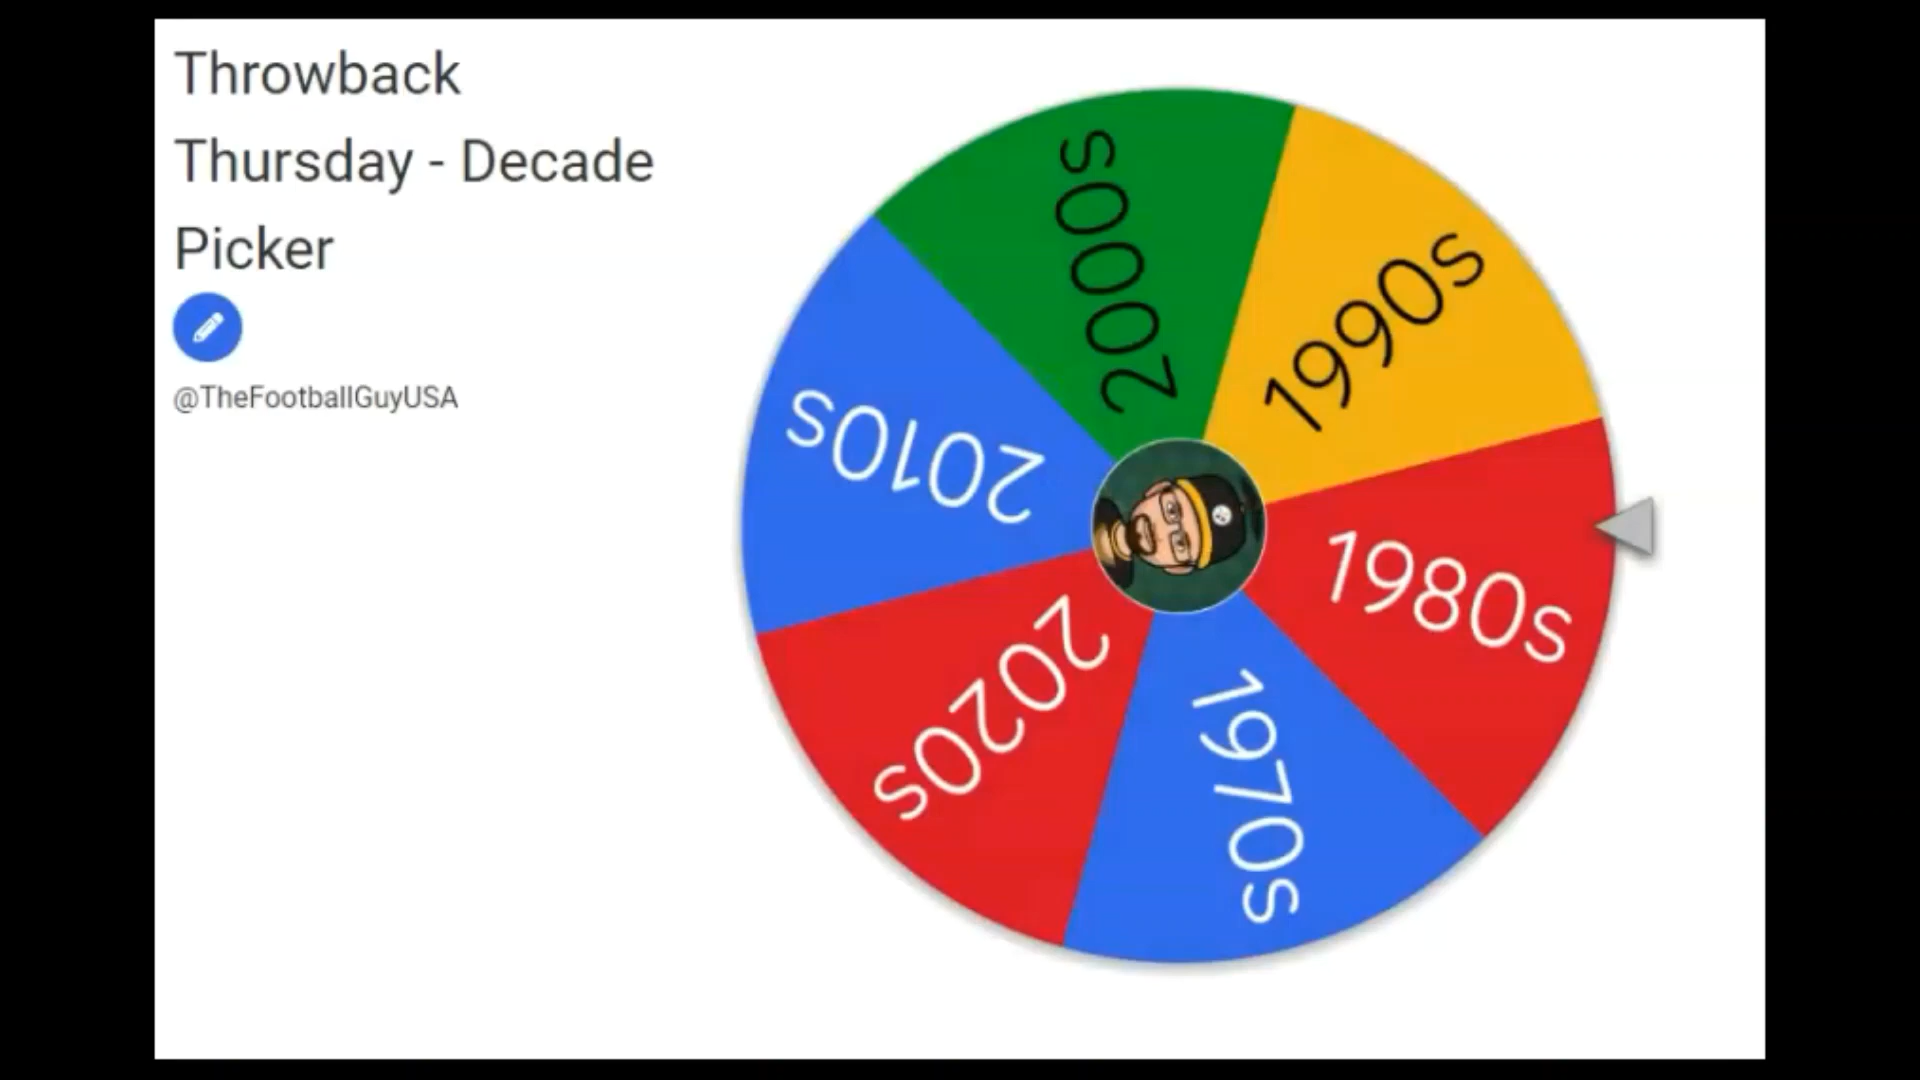 Throwback
Thursday - Decade
Picker
@TheFootballGuyUSA
2000s
1990s
2010s
1980s
2020s
1970s